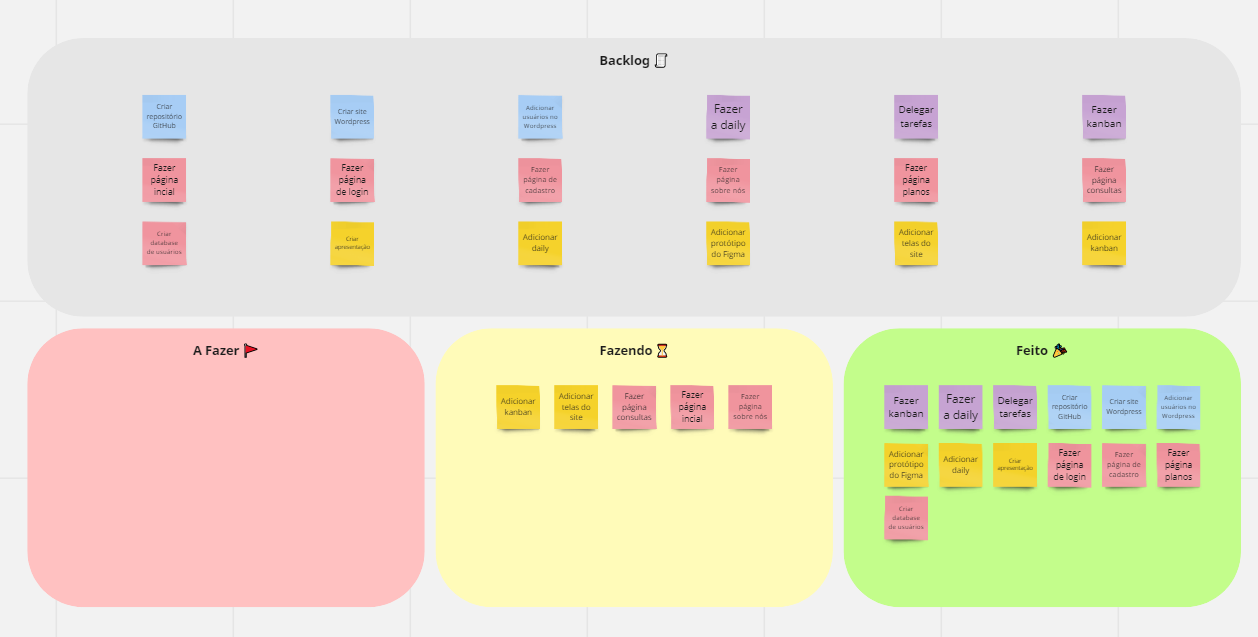 Backlog
Criar
repositório
GitHub
Criar site
Wordpress
Adicionar
usuários no
Wordpress
Fazer
a daily
Delegar
tarefas
Fazer
kanban
Fazer
página
incial
Fazer
página
de login
Fazer
página de
cadastro
Fazer
página
sobre nós
Fazer
página
planos
Fazer
página
consultas
Criar
database
de usuários
Criar
apresentação
Adicionar
daily
Adicionar
protótipo
do Figma
Adicionar
telas do
site
Adicionar
kanban
A Fazer
Fazendo
Adicionar
kanban
Adicionar
telas do
site
Fazer
página
consultas
Fazer
página
incial
Fazer
página
sobre nós
Feito
Fazer
kanban
Fazer
a daily
Delegar
tarefas
Criar
repositório
GitHub
Criar site
Wordpress
Adicionar
usuários no
Wordpress
Adicionar
protótipo
do Figma
Adicionar
daily
Criar
apresentação
Fazer
página
de login
Fazer
página de
cadastro
Fazer
página
planos
Criar
database
de usuários